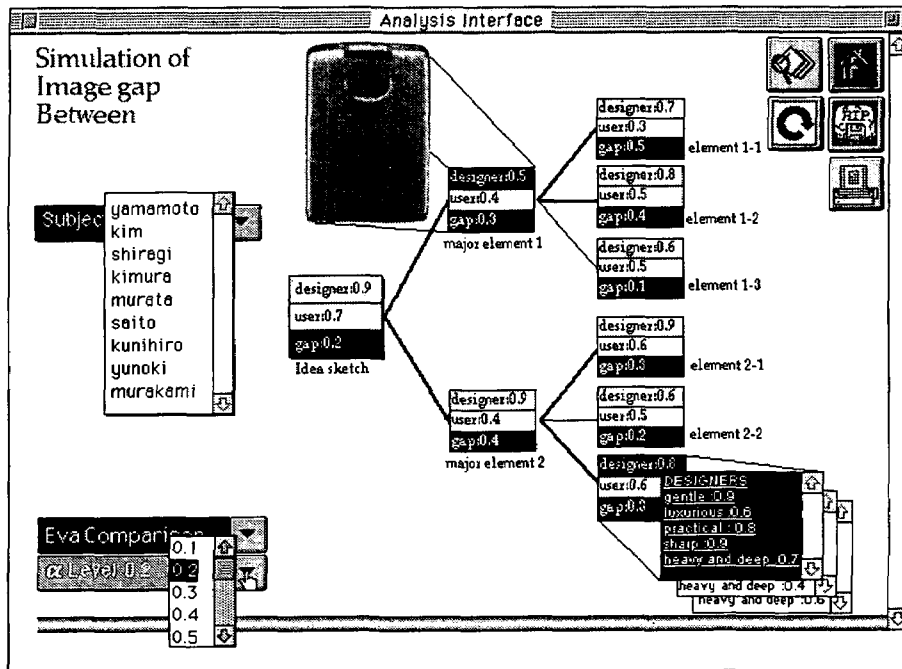 Analysis Interface
Simulation of
Image gap
Between
HIP
designer:0.7
user:0.3
gap:0.5
element 1-1
designer:0.8
user:0.5
gap:0.4
element 1-2
designer:0.5
user:0.4
gap:0.3
major element 1
designer:0.6
user:0.5
gap:0.1
element 1-3
Subjec
yamamoto
kim
shiragi
kimura
murata
saito
kunihiro
yunoki
murakami
designer:0.9
user:0.7
gap:0.2
Idea sketch
designer:0.9
user:0.6
gap:0.3
element 2-1
designer:0.9
user:0.4
gap:0.4
major element 2
designer:0.6
user:0.5
gap:0.2
element 2-2
designer:0.8
user:0.6
gap:0.3
DESIGNERS
gentle :0.9
luxurious :0.6
practical : 0.8
sharp :0.9
heavy and deep :0.7
heavy and deep :0.4
heavy and deep :0.6
Eva Comparison
α Level 0.2
0.1
0.2
0.3
0.4
0.5